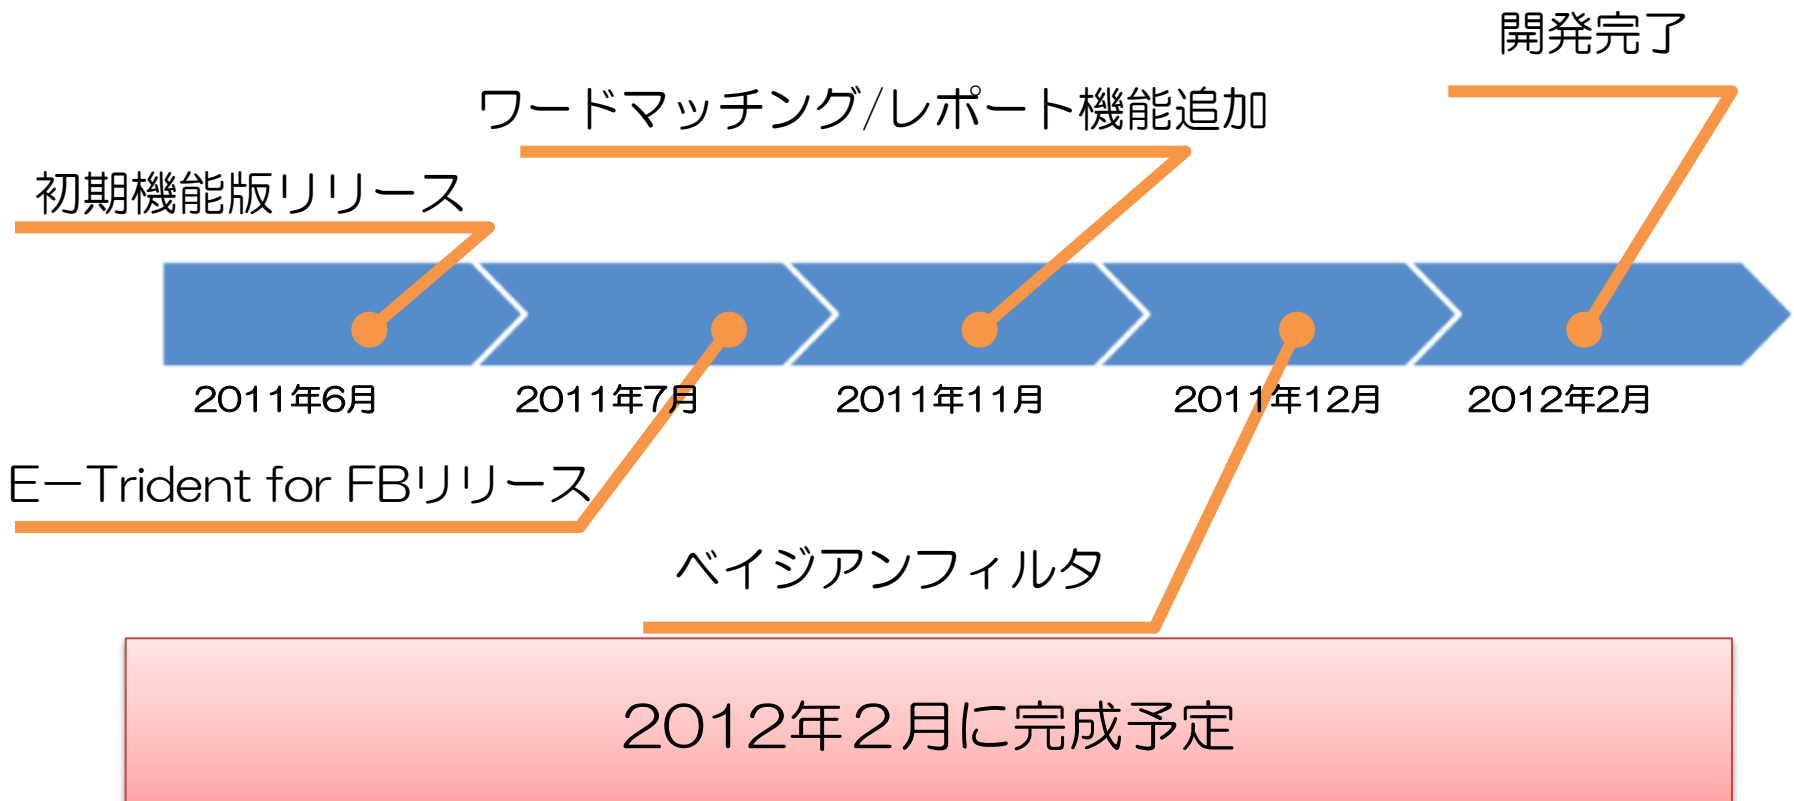 開発完了
ワードマッチング/レポート機能追加
初期機能版リリース
2011年6月
2011年7月
2011年11月
2011年12月
2012年2月
E－Trident for FBリリース
ベイジアンフィルタ
2012年２月に完成予定